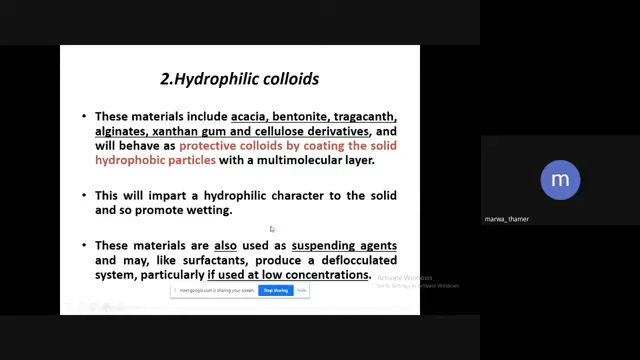 2.Hydrophilic colloids
• These materials include acacia, bentonite, tragacanth,
alginates, xanthan gum and cellulose derivatives, and
will behave as protective colloids by coating the solid
hydrophobic particles with a multimolecular layer.
• This will impart a hydrophilic character to the solid
and so promote wetting.
• These materials are also used as suspending agents
and may, like surfactants, produce a deflocculated
system, particularly if used at low concentrations.
meet.google.com is sharing your screen. Stop sharing Hide
Activate Windows
Go to Settings to activate Windows.
m
marwa_thamer